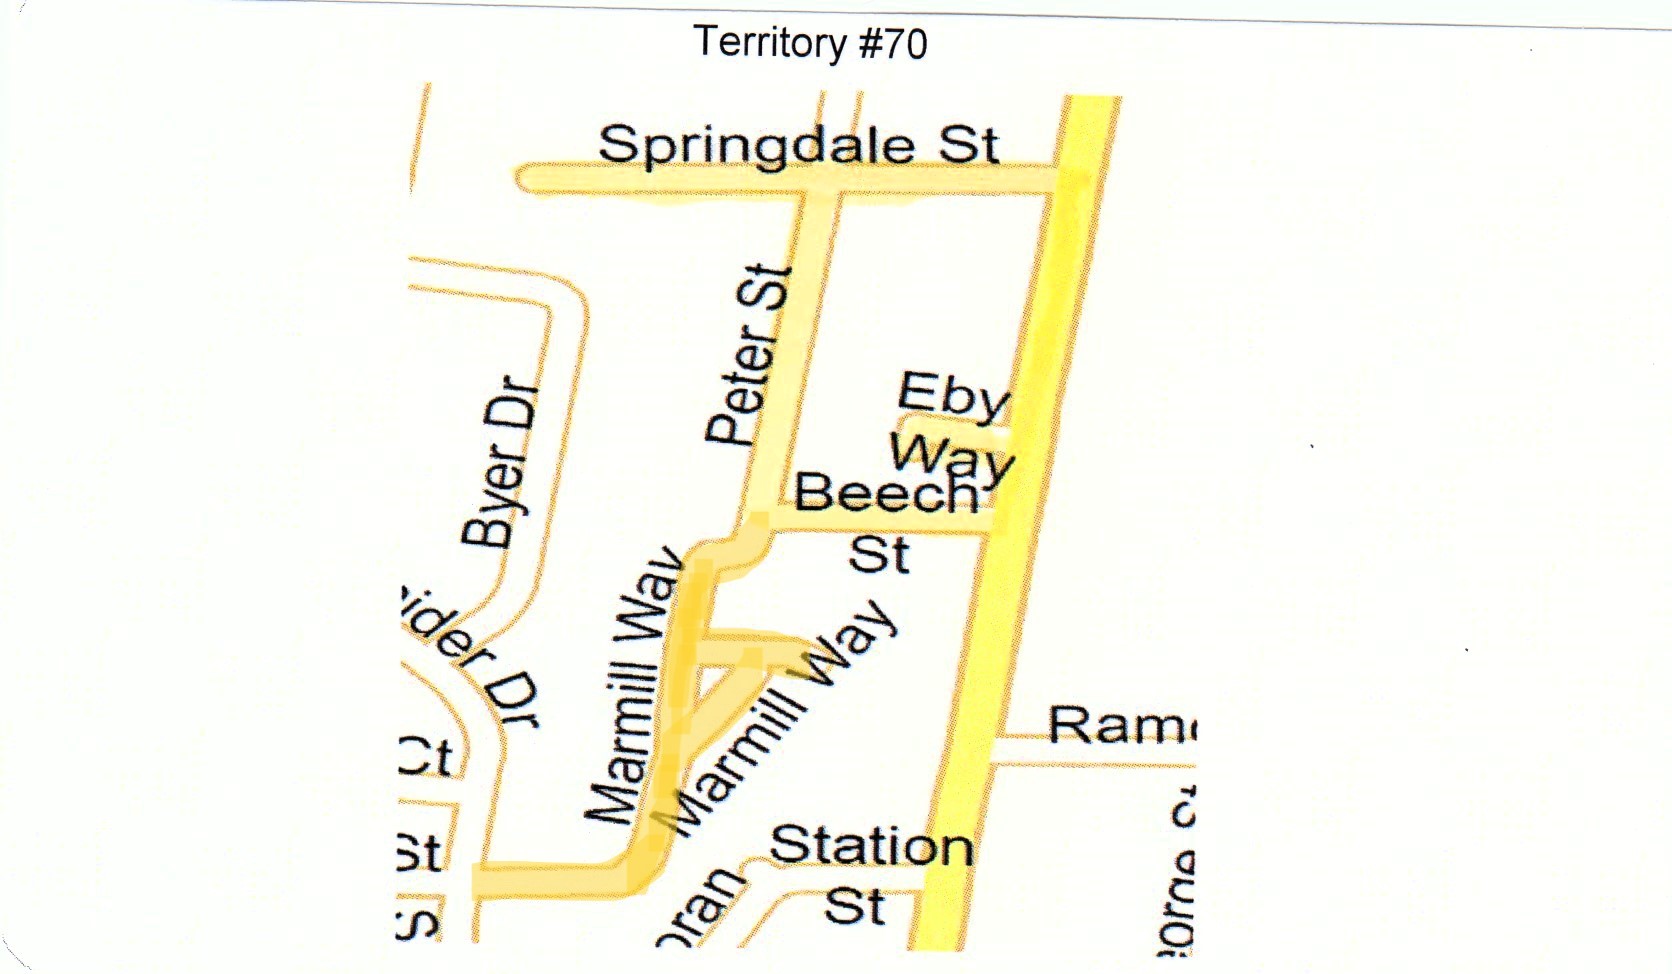 Territory #70
Springdale St
Peter St
Eby
Way
Byer Dr
Beech
St
Marmill Way
Marmill Way
ider Dr
Ct
Ram
St
Station
St
oran